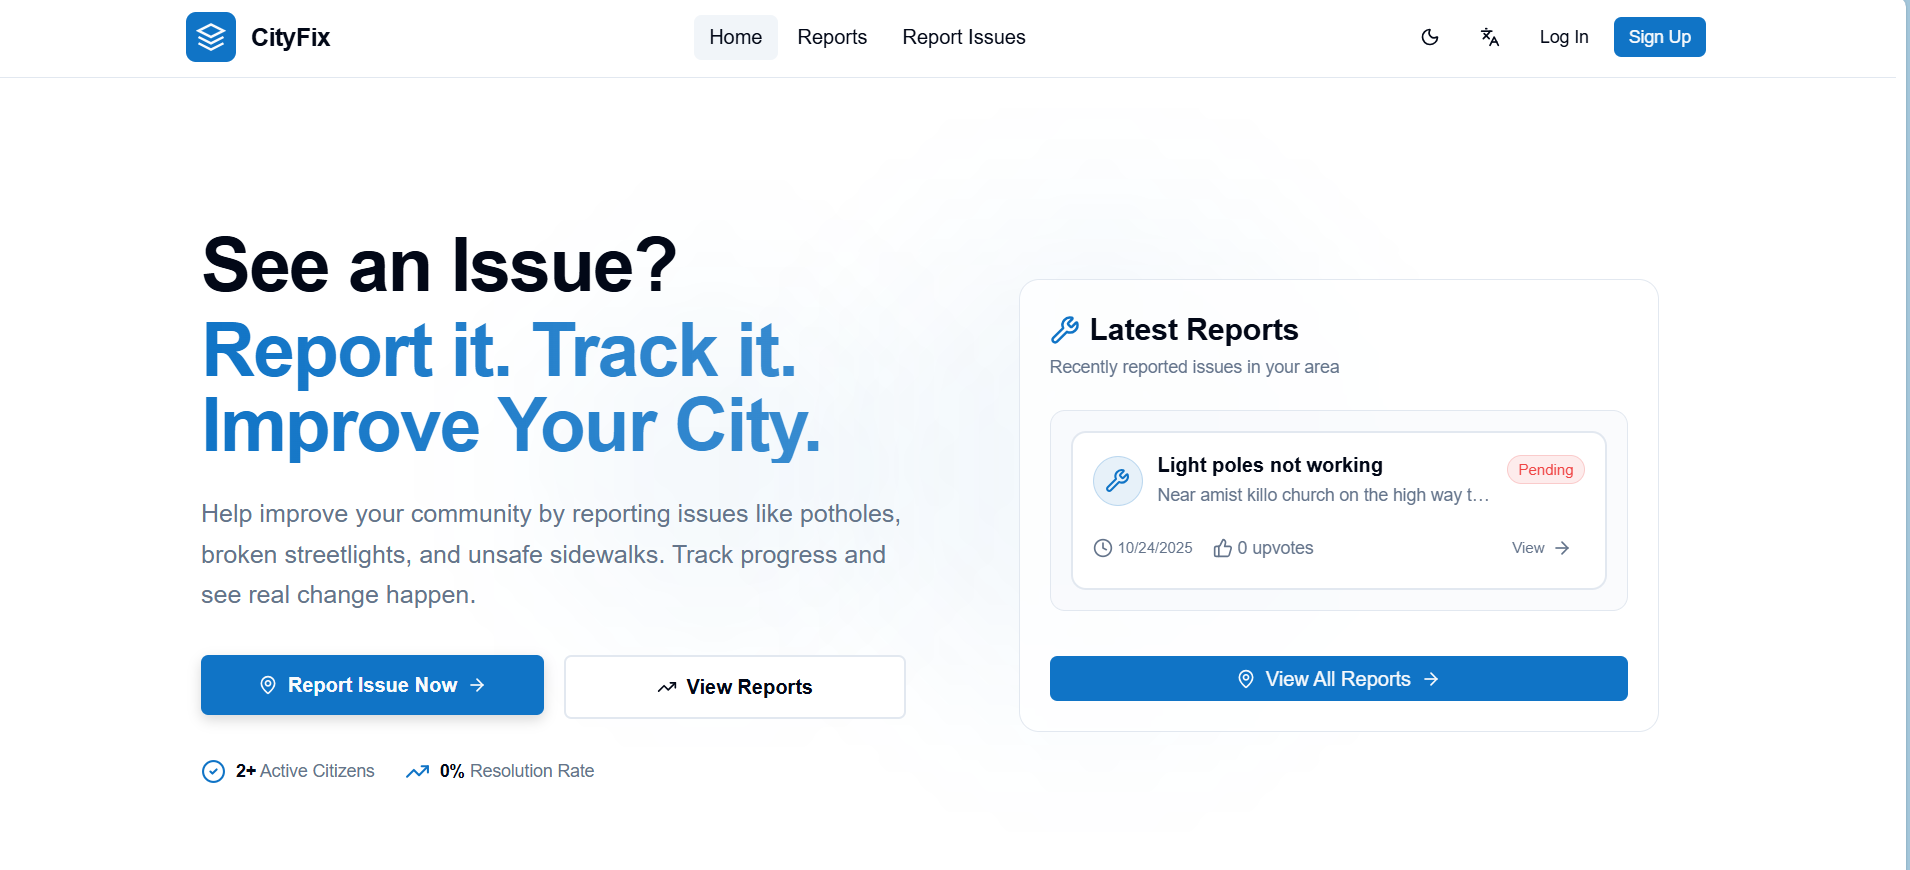 CityFix
Home
Reports
Report Issues
Log In
Sign Up
See an Issue?
Report it. Track it.
Improve Your City.
Help improve your community by reporting issues like potholes,
broken streetlights, and unsafe sidewalks. Track progress and
see real change happen.
Report Issue Now
View Reports
2+ Active Citizens
0% Resolution Rate
Latest Reports
Recently reported issues in your area
Light poles not working
Pending
Near amist killo church on the high way t…
10/24/2025
0 upvotes
View
View All Reports